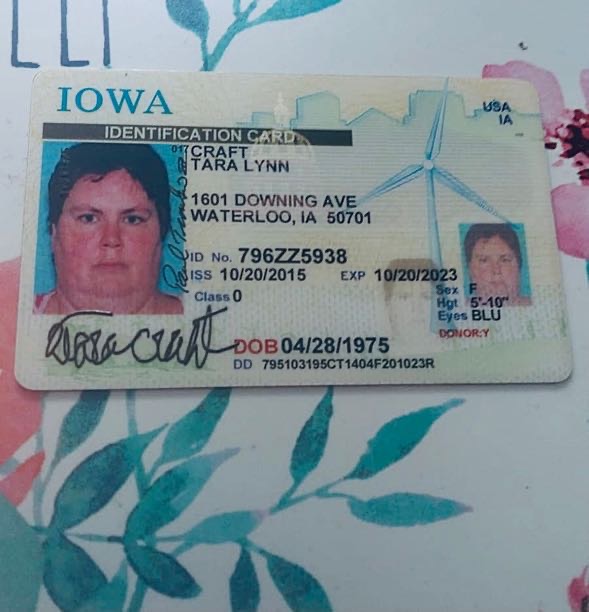 IOWA
USA
IA
IDENTIFICATION CARD
CRAFT
TARA LYNN
1601 DOWNING AVE
WATERLOO, IA 50701
ID No. 796ZZ5938
ISS 10/20/2015 EXP 10/20/2023
Class 0
Sex F
Hgt 5'-10"
Eyes BLU
DONOR:Y
DOB 04/28/1975
DD 795103195CT1404F201023R